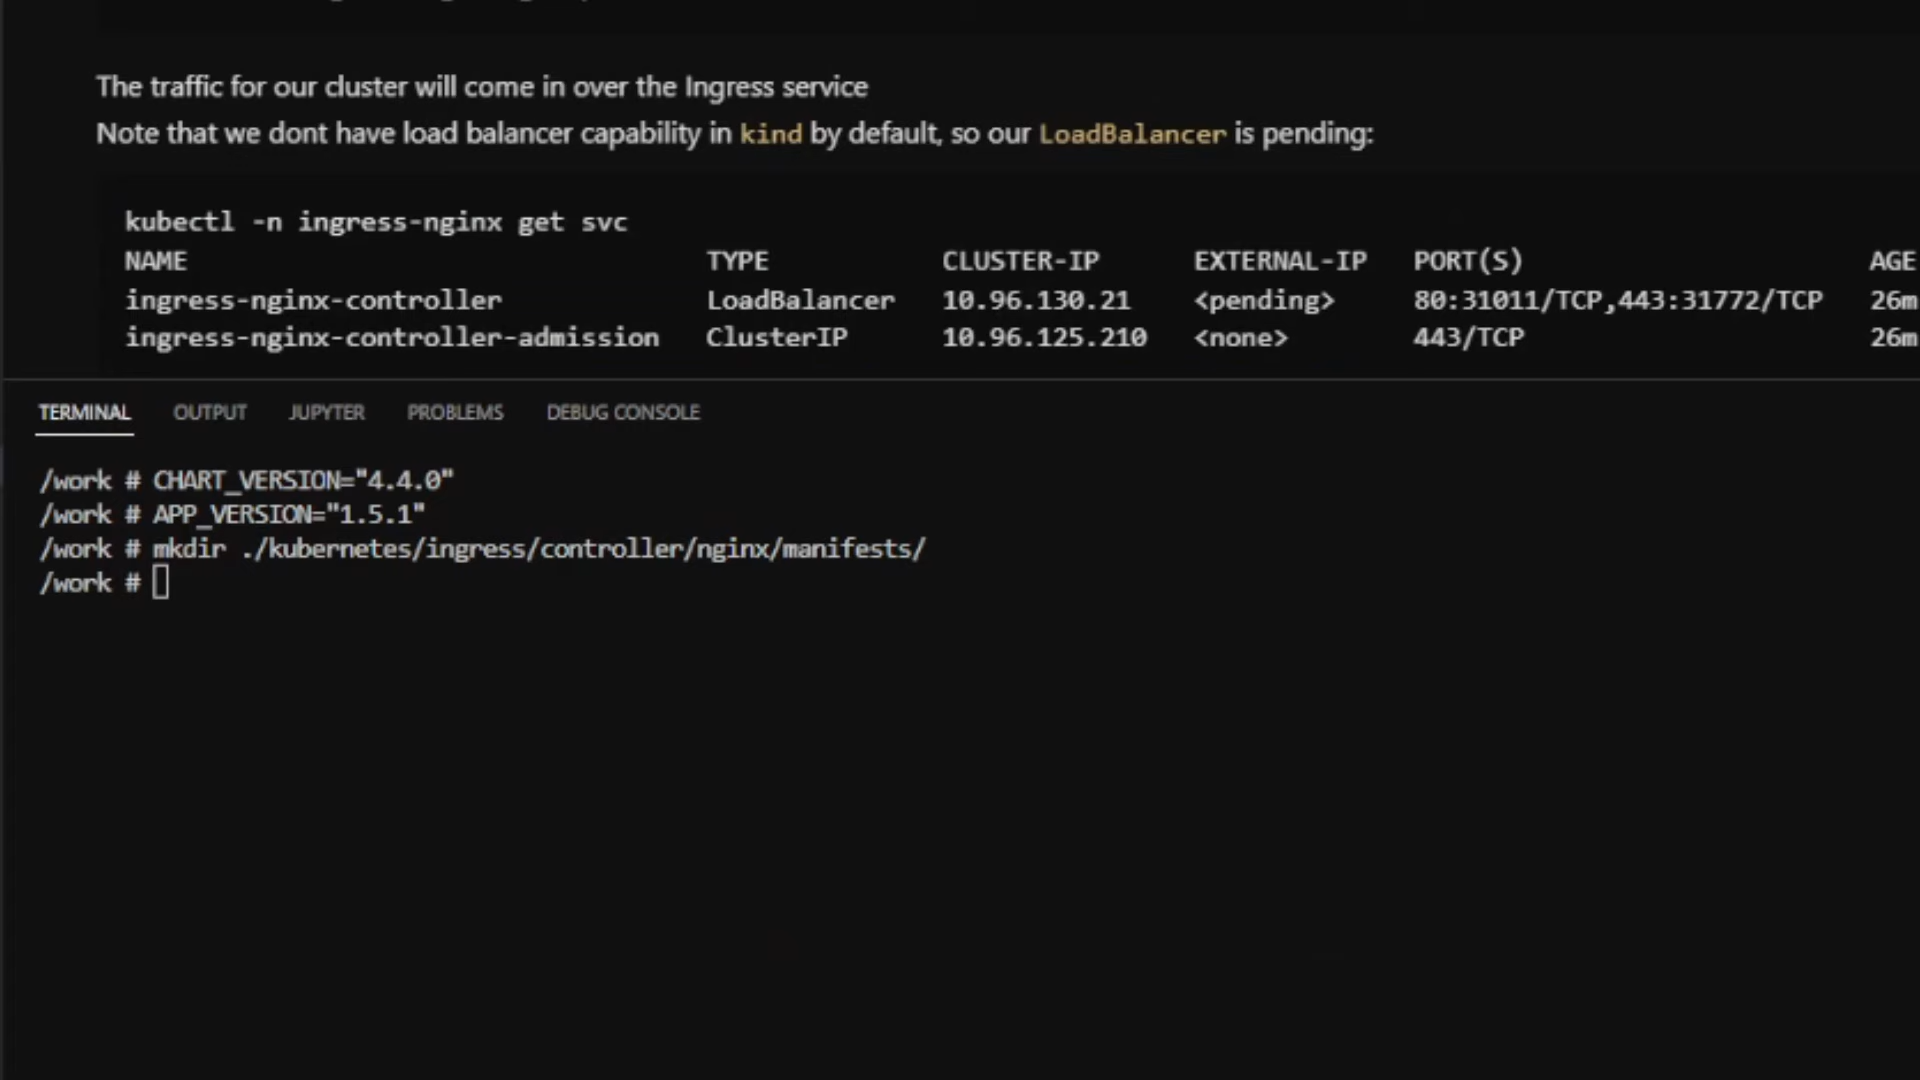 The traffic for our cluster will come in over the Ingress service
Note that we dont have load balancer capability in kind by default, so our LoadBalancer is pending:
kubectl -n ingress-nginx get svc
NAME TYPE CLUSTER-IP EXTERNAL-IP PORT(S) AGE
ingress-nginx-controller LoadBalancer 10.96.130.21 <pending> 80:31011/TCP,443:31772/TCP 26m
ingress-nginx-controller-admission ClusterIP 10.96.125.210 <none> 443/TCP 26m
TERMINAL OUTPUT JUPYTER PROBLEMS DEBUG CONSOLE
/work # CHART_VERSION="4.4.0"
/work # APP_VERSION="1.5.1"
/work # mkdir ./kubernetes/ingress/controller/nginx/manifests/
/work #